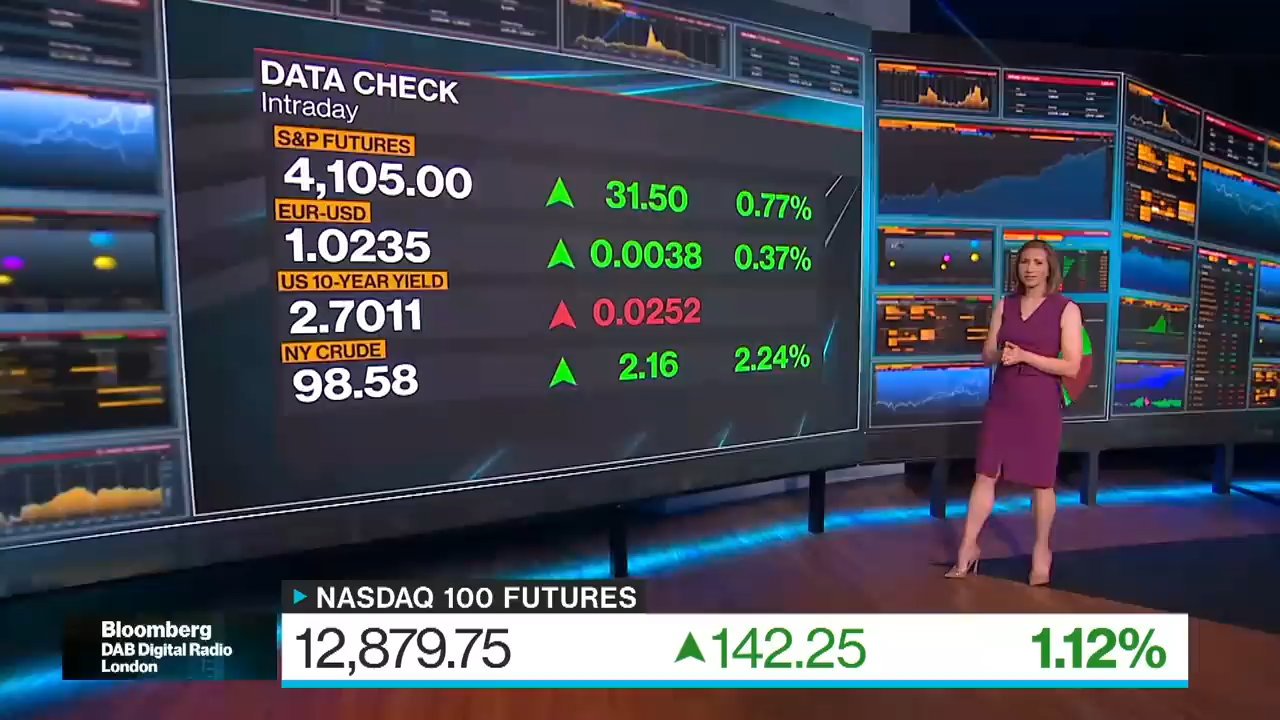 DATA CHECK
Intraday
S&P FUTURES
4,105.00 ▲ 31.50 0.77%
EUR-USD
1.0235 ▲ 0.0038 0.37%
US 10-YEAR YIELD
2.7011 ▲ 0.0252
NY CRUDE
98.58 ▲ 2.16 2.24%
NASDAQ 100 FUTURES
12,879.75 ▲142.25 1.12%
Bloomberg
DAB Digital Radio
London